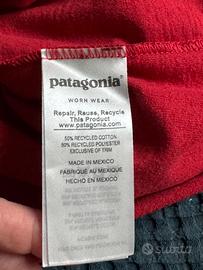 patagonia®
WORN WEAR
Repair, Reuse, Recycle
This Product
www.patagonia.com
50% RECYCLED COTTON
50% RECYCLED POLYESTER
EXCLUSIVE OF TRIM
MADE IN MEXICO
FABRIQUÉ AU MEXIQUE
HECHO EN MÉXICO
subito